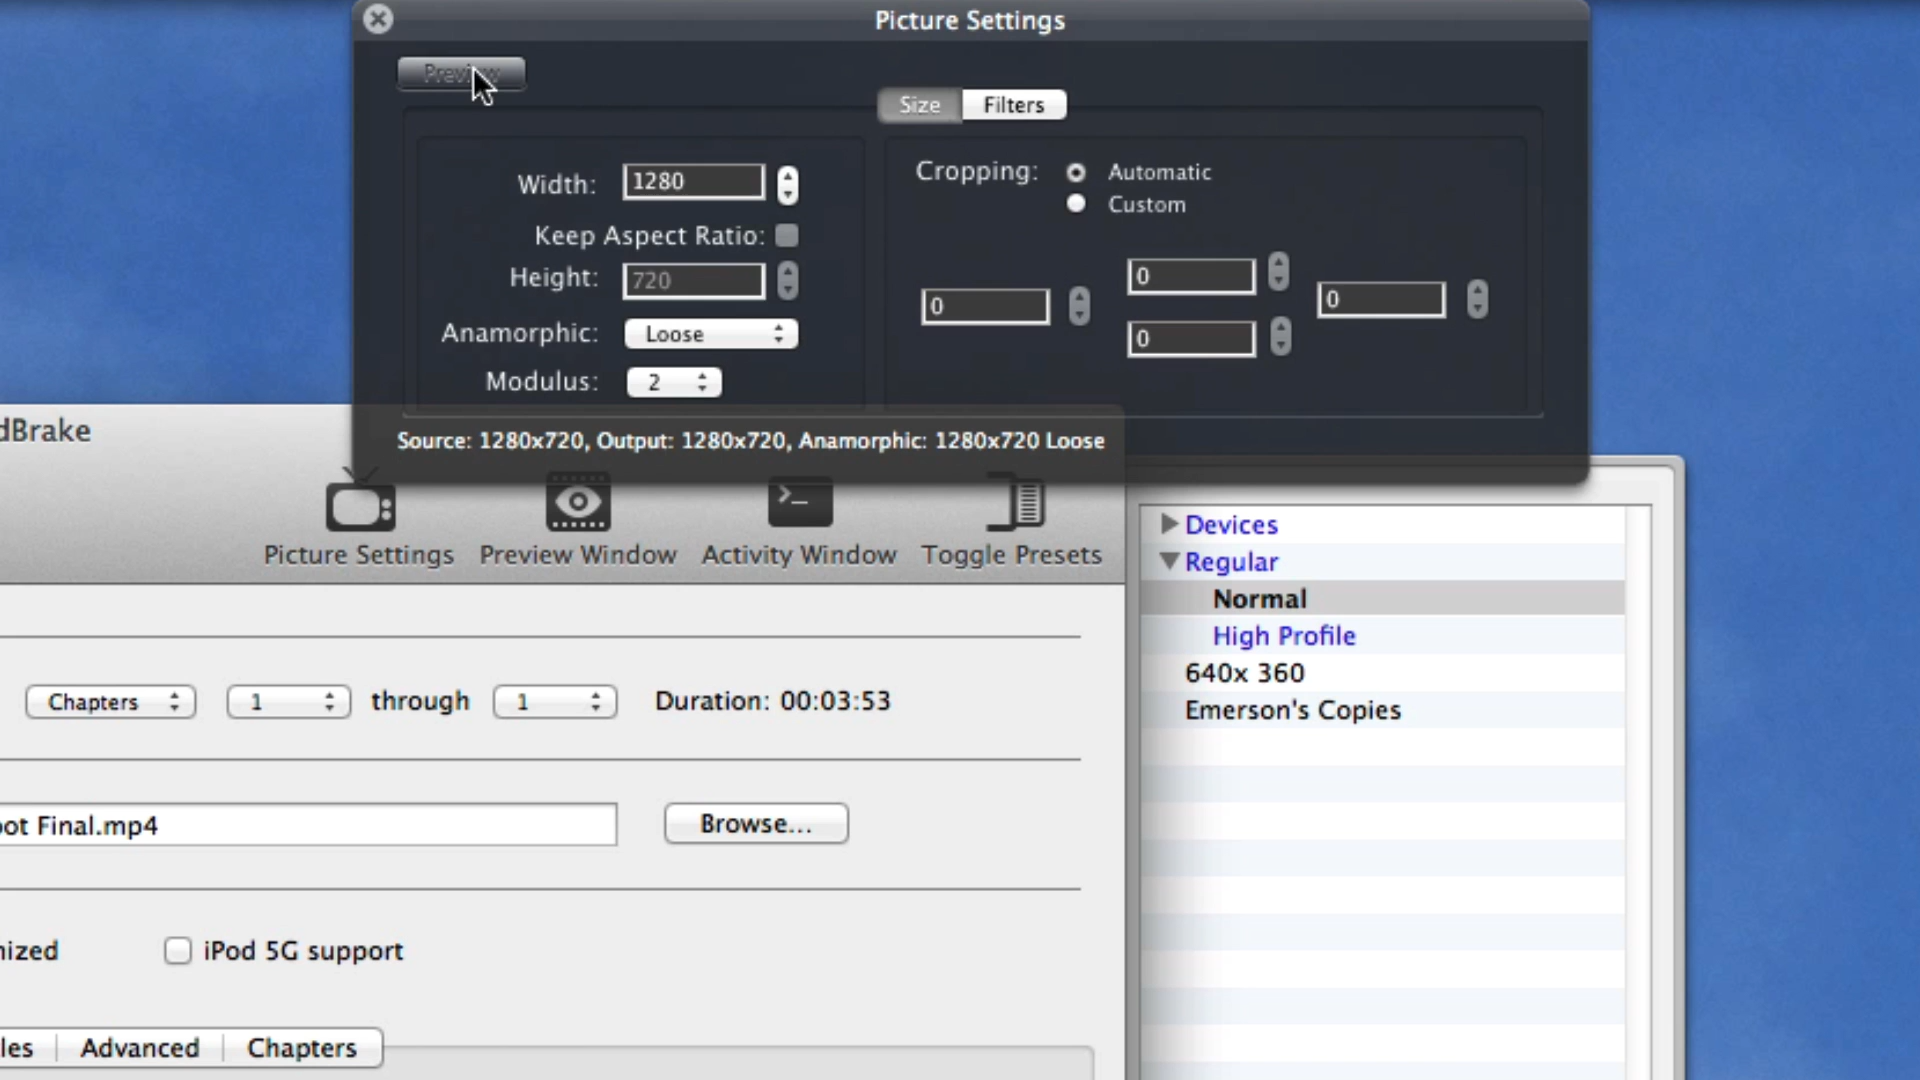 Picture Settings
Preview
Size Filters
Width: 1280
Keep Aspect Ratio:
Height: 720
Anamorphic: Loose
Modulus: 2
Cropping: Automatic
Custom
0
0
0
0
Source: 1280x720, Output: 1280x720, Anamorphic: 1280x720 Loose
dBrake
Picture Settings Preview Window Activity Window Toggle Presets
Devices
Regular
Normal
High Profile
640x 360
Emerson's Copies
Chapters 1 through 1 Duration: 00:03:53
oot Final.mp4 Browse...
nized iPod 5G support
les Advanced Chapters